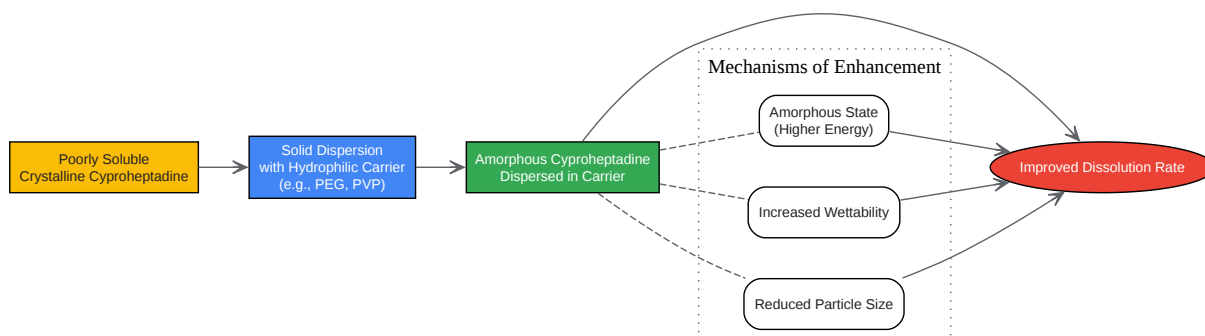 Poorly Soluble
Crystalline Cyproheptadine
Solid Dispersion
with Hydrophilic Carrier
(e.g., PEG, PVP)
Amorphous Cyproheptadine
Dispersed in Carrier
Mechanisms of Enhancement
Amorphous State
(Higher Energy)
Increased Wettability
Reduced Particle Size
Improved Dissolution Rate